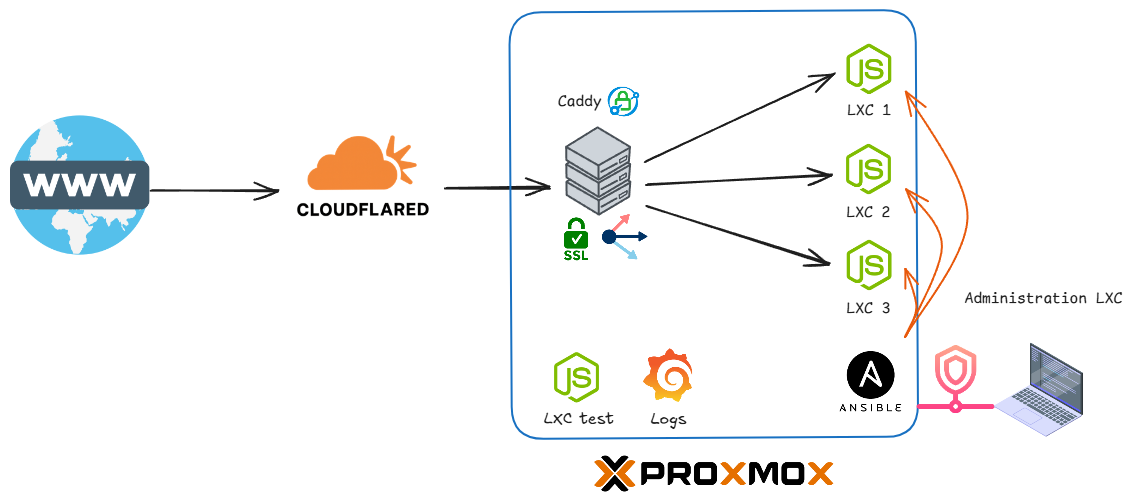 WWW
CLOUDFLARED
Caddy
SSL
JS
LXC 1
JS
LXC 2
JS
LXC 3
Administration LXC
JS
LXC test
Logs
ANSIBLE
PROXMOX